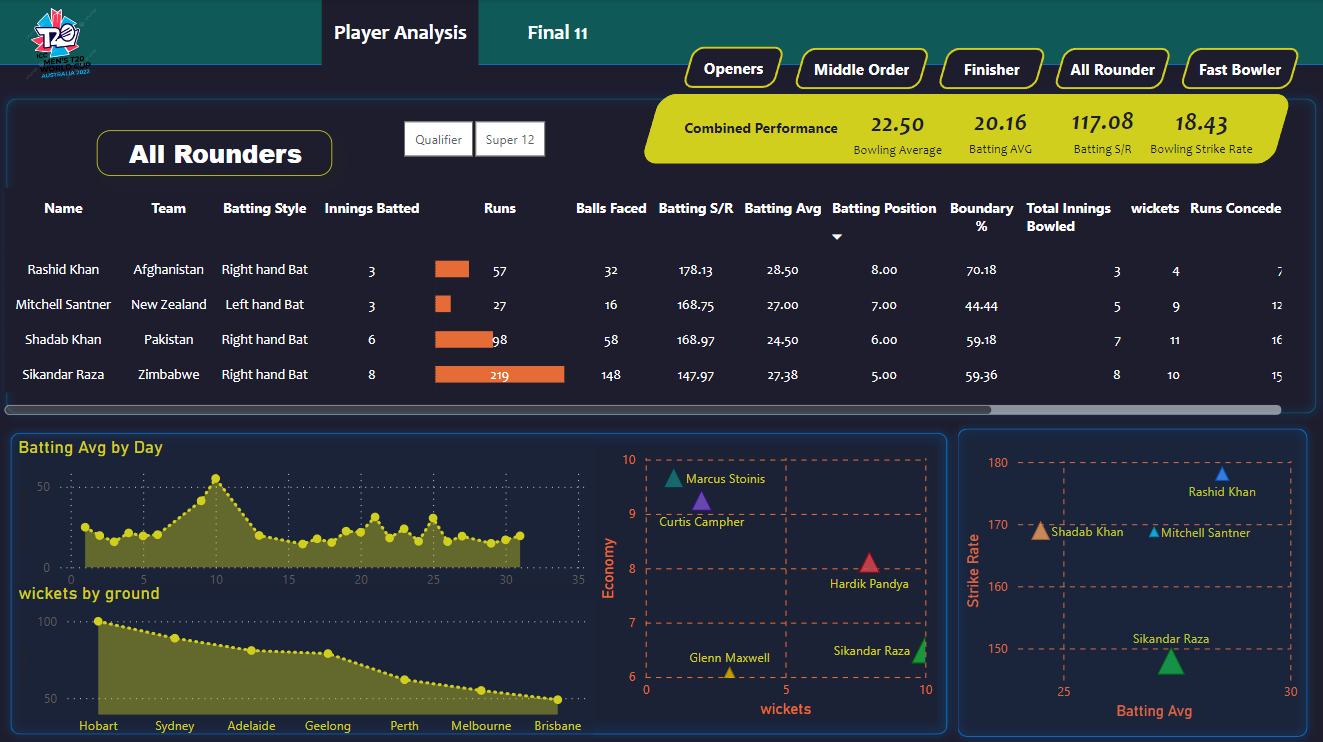 Player Analysis
Final 11
T20
MEN'S T20
WORLD CUP
AUSTRALIA 2022
Openers
Middle Order
Finisher
All Rounder
Fast Bowler
All Rounders
Qualifier
Super 12
Combined Performance
22.50
Bowling Average
20.16
Batting AVG
117.08
Batting S/R
18.43
Bowling Strike Rate
Name Team Batting Style Innings Batted Runs Balls Faced Batting S/R Batting Avg Batting Position Boundary % Total Innings Bowled wickets Runs Concede
Rashid Khan Afghanistan Right hand Bat 3 57 32 178.13 28.50 8.00 70.18 3 4 7
Mitchell Santner New Zealand Left hand Bat 3 27 16 168.75 27.00 7.00 44.44 5 9 12
Shadab Khan Pakistan Right hand Bat 6 98 58 168.97 24.50 6.00 59.18 7 11 16
Sikandar Raza Zimbabwe Right hand Bat 8 219 148 147.97 27.38 5.00 59.36 8 10 15
Batting Avg by Day
50
0
0 5 10 15 20 25 30 35
wickets by ground
100
50
Hobart Sydney Adelaide Geelong Perth Melbourne Brisbane
Economy
10
9
8
7
6
Marcus Stoinis
Curtis Campher
Hardik Pandya
Sikandar Raza
Glenn Maxwell
0 5 10
wickets
Strike Rate
180
170
160
150
Rashid Khan
Shadab Khan
Mitchell Santner
Sikandar Raza
25 30
Batting Avg